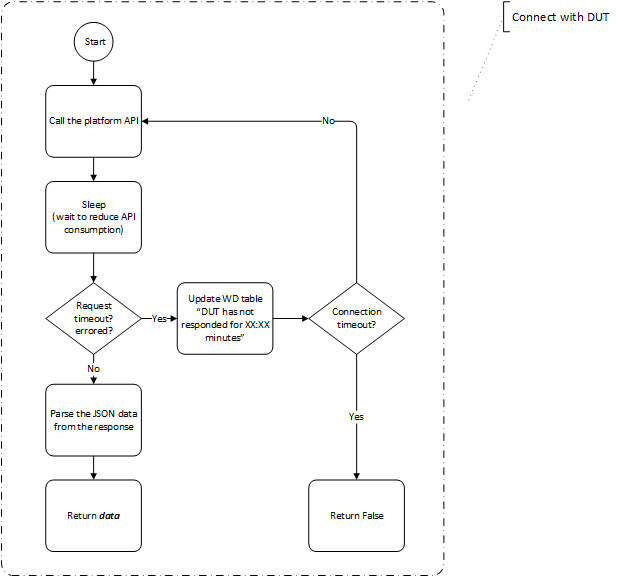 Connect with DUT
Start
Call the platform API
No
Sleep
(wait to reduce API
consumption)
Request
timeout?
errored?
Yes
Update WD table
“DUT has not
responded for XX:XX
minutes”
Connection
timeout?
No
Parse the JSON data
from the response
Yes
Return data
Return False